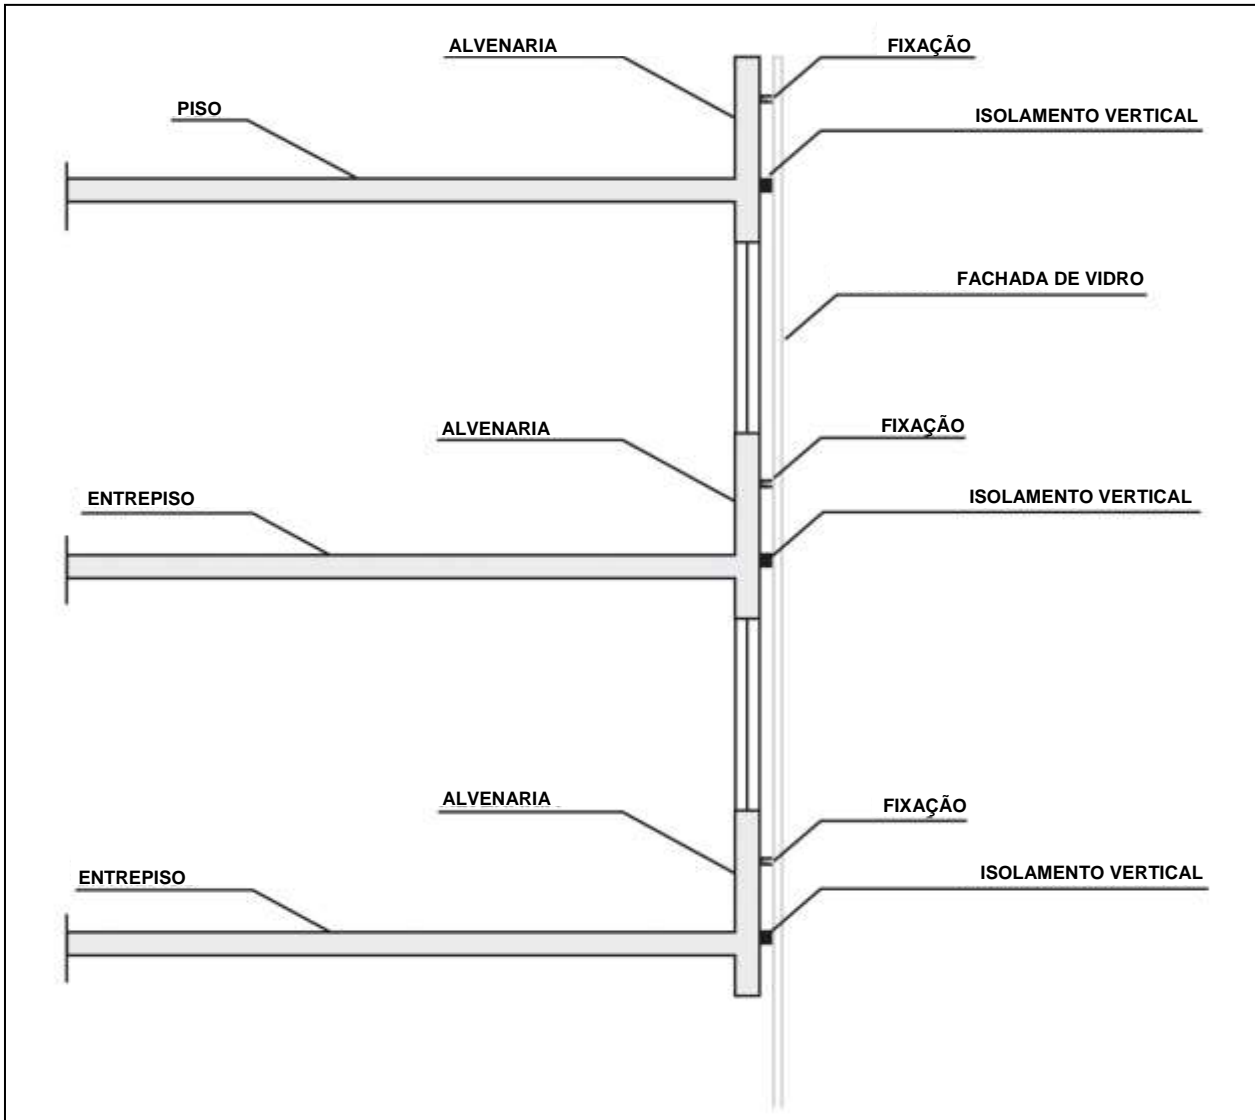 ALVENARIA
FIXAÇÃO
PISO
ISOLAMENTO VERTICAL
FACHADA DE VIDRO
ALVENARIA
FIXAÇÃO
ENTREPISO
ISOLAMENTO VERTICAL
ALVENARIA
FIXAÇÃO
ENTREPISO
ISOLAMENTO VERTICAL